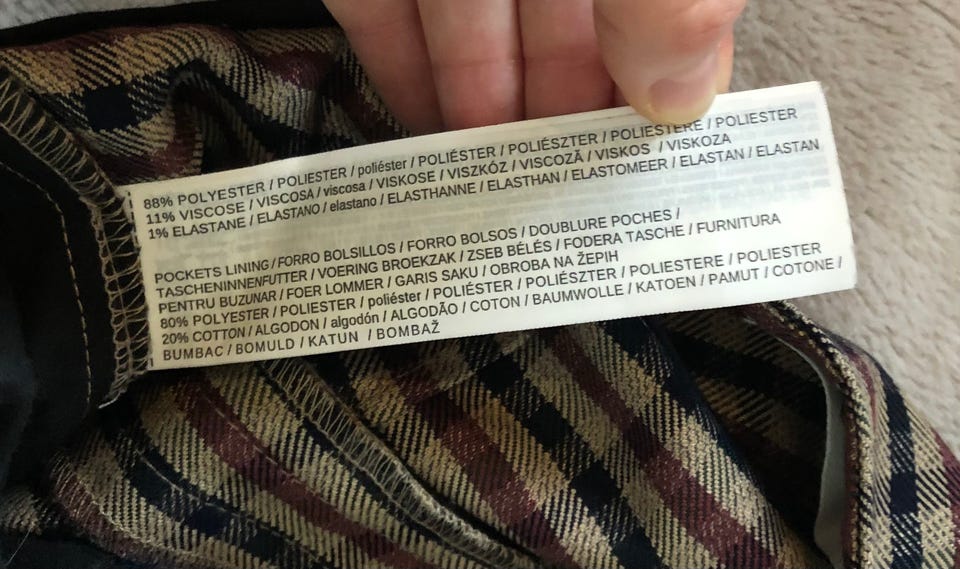 88% POLYESTER / POLIESTER / poliéster / POLIÉSTER / POLIÉSZTER / POLIESTERE / POLIESTER
11% VISCOSE / VISCOSA / viscosa / VISKOSE / VISZKÓZ / VISCOZĂ / VISKOS / VISKOZA
1% ELASTANE / ELASTANO / elastano / ELASTHANNE / ELASTHAN / ELASTOMEER / ELASTAN / ELASTAN
POCKETS LINING / FORRO BOLSILLOS / FORRO BOLSOS / DOUBLURE POCHES /
TASCHENINNENFUTTER / VOERING BROEKZAK / ZSEB BÉLÉS / FODERA TASCHE / FURNITURA
PENTRU BUZUNAR / FOER LOMMER / GARIS SAKU / OBROBA NA ŽEPIH
80% POLYESTER / POLIESTER / poliéster / POLIÉSTER / POLIÉSZTER / POLIESTERE / POLIESTER
20% COTTON / ALGODON / algodón / ALGODÃO / COTON / BAUMWOLLE / KATOEN / PAMUT / COTONE /
BUMBAC / BOMULD / KATUN / BOMBAŽ